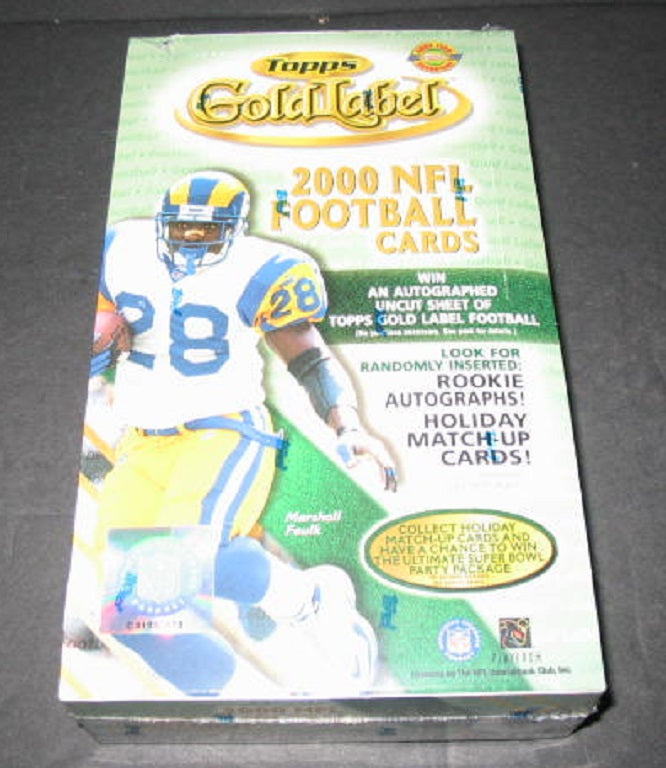 Topps
Gold Label
2000 NFL
FOOTBALL
CARDS
WIN
AN AUTOGRAPHED
UNCUT SHEET OF
TOPPS GOLD LABEL FOOTBALL
LOOK FOR
RANDOMLY INSERTED:
ROOKIE
AUTOGRAPHS!
HOLIDAY
MATCH-UP
CARDS!
28
28
Marshall
Faulk
COLLECT HOLIDAY
MATCH-UP CARDS AND
HAVE A CHANCE TO WIN
THE ULTIMATE SUPER BOWL
PARTY PACKAGE
NFL
PLAYERS